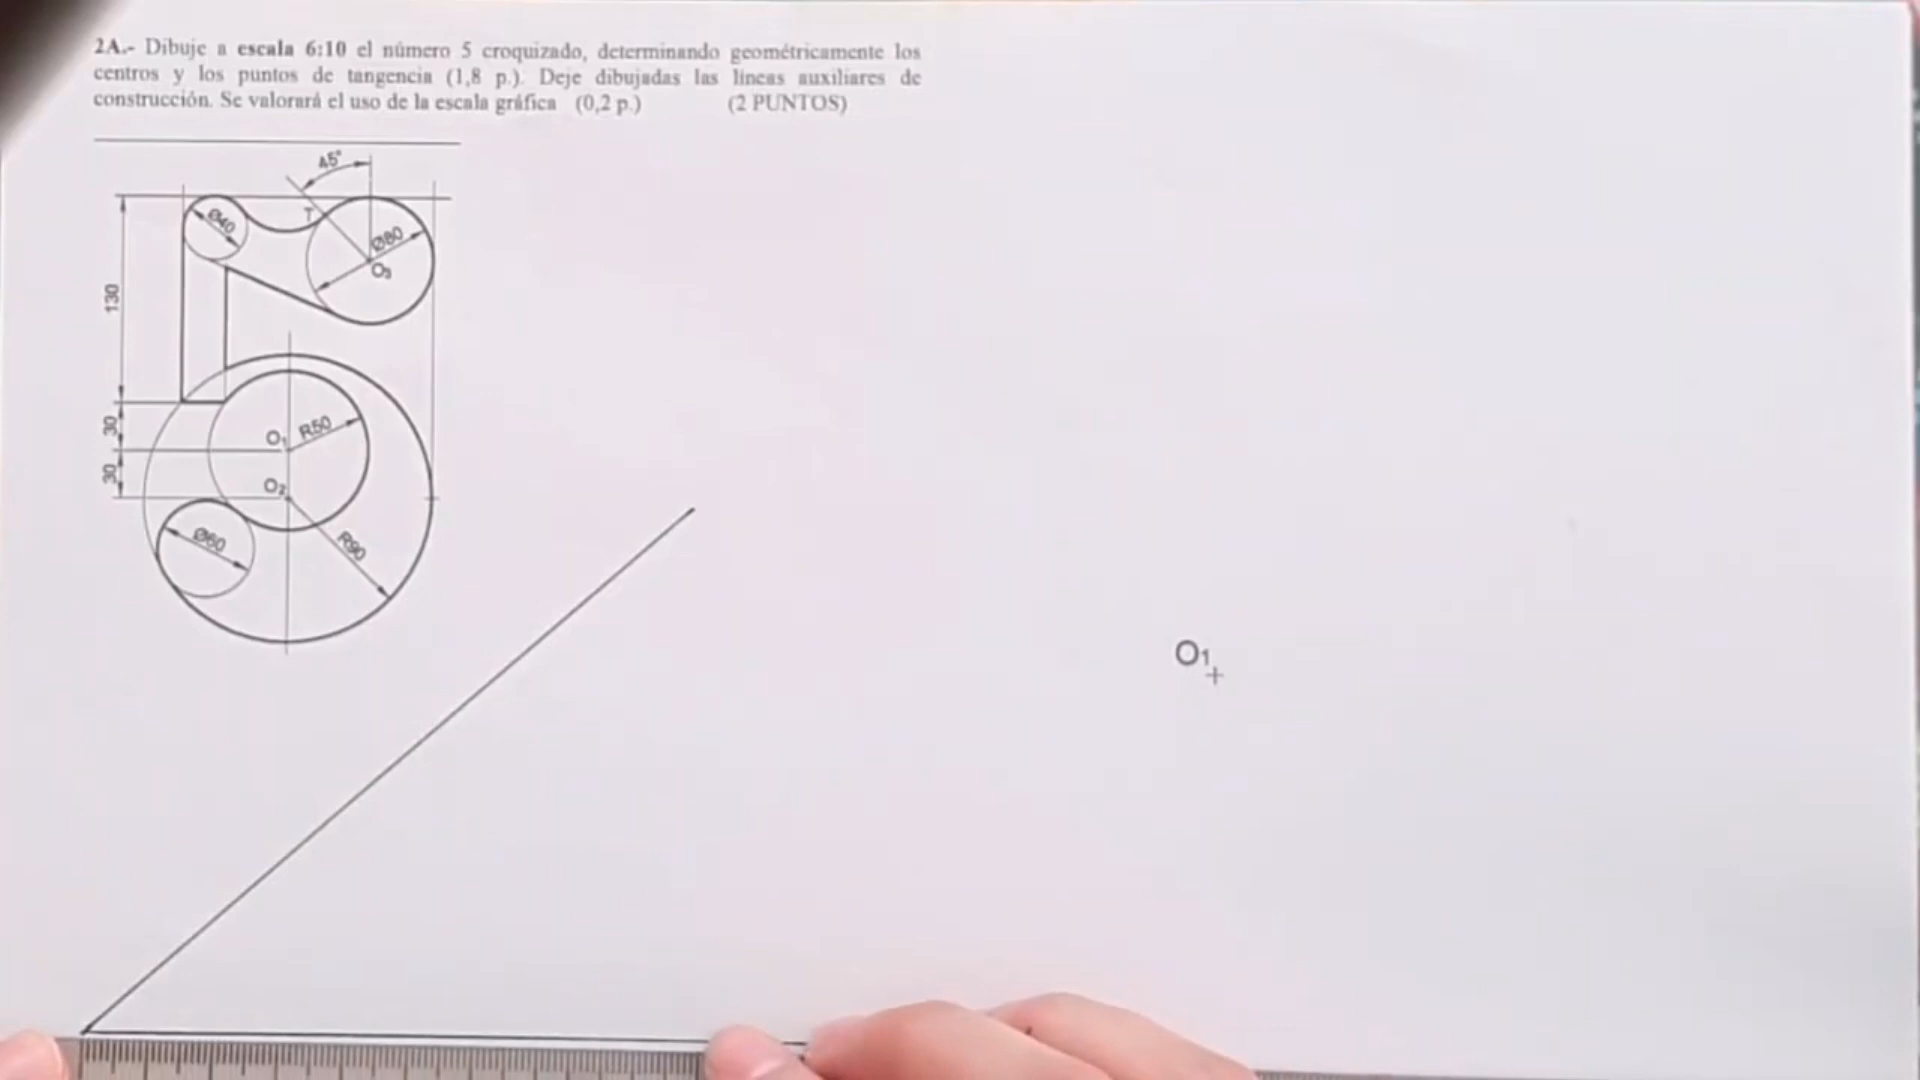 2A.- Dibuje a escala 6:10 el número 5 croquizado, determinando geométricamente los
centros y los puntos de tangencia (1,8 p.). Deje dibujadas las líneas auxiliares de
construcción. Se valorará el uso de la escala gráfica (0,2 p.) (2 PUNTOS)
45°
T
Ø40
Ø80
O3
130
30
O1
R50
30
O2
Ø60
R90
O1